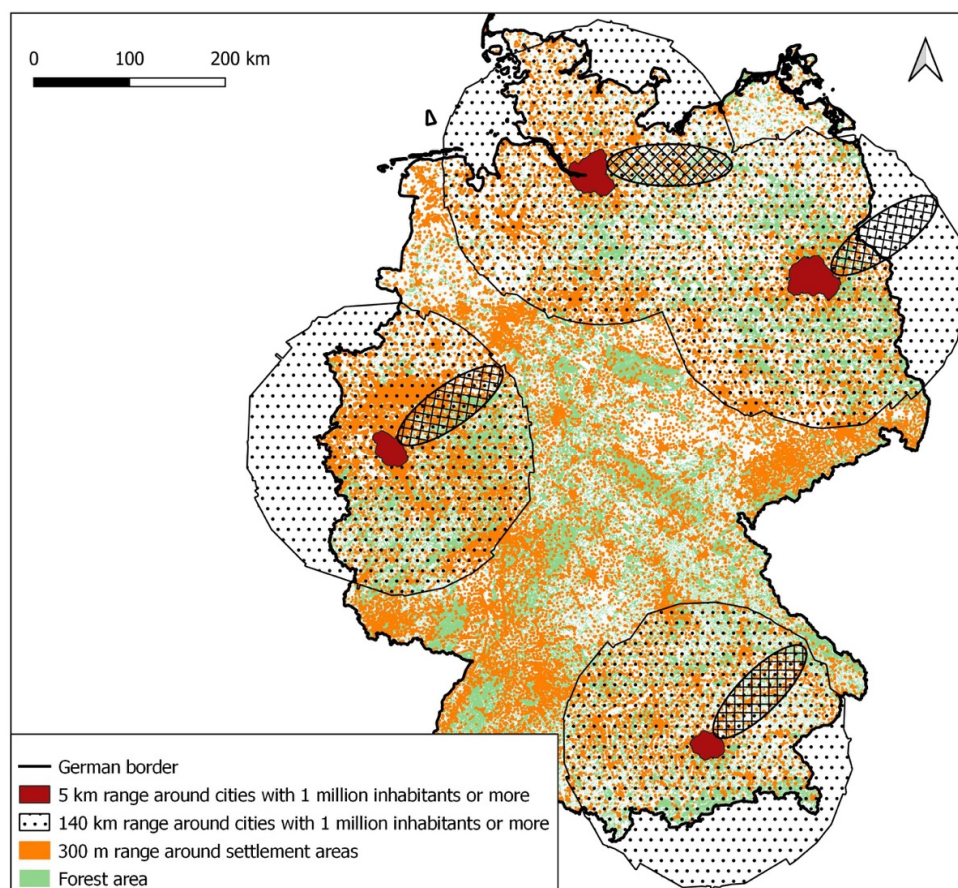 0 100 200 km
German border
5 km range around cities with 1 million inhabitants or more
140 km range around cities with 1 million inhabitants or more
300 m range around settlement areas
Forest area